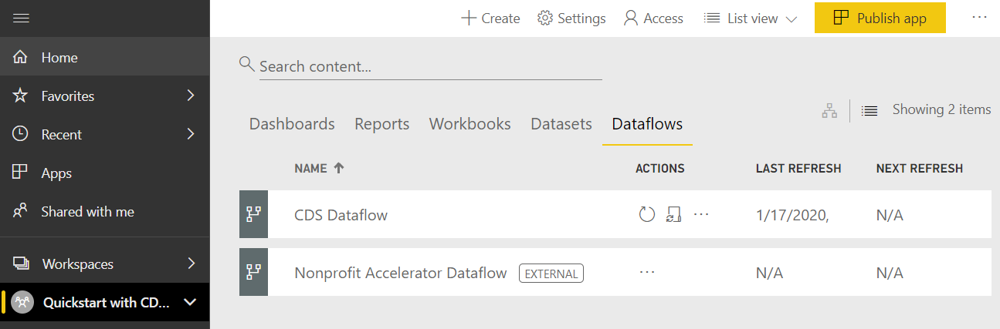 Create Settings Access List view Publish app ...
Home
Favorites
Recent
Apps
Shared with me
Workspaces
Quickstart with CD...
Search content...
Showing 2 items
Dashboards Reports Workbooks Datasets Dataflows
NAME ACTIONS LAST REFRESH NEXT REFRESH
CDS Dataflow ... 1/17/2020, N/A
Nonprofit Accelerator Dataflow EXTERNAL ... N/A N/A